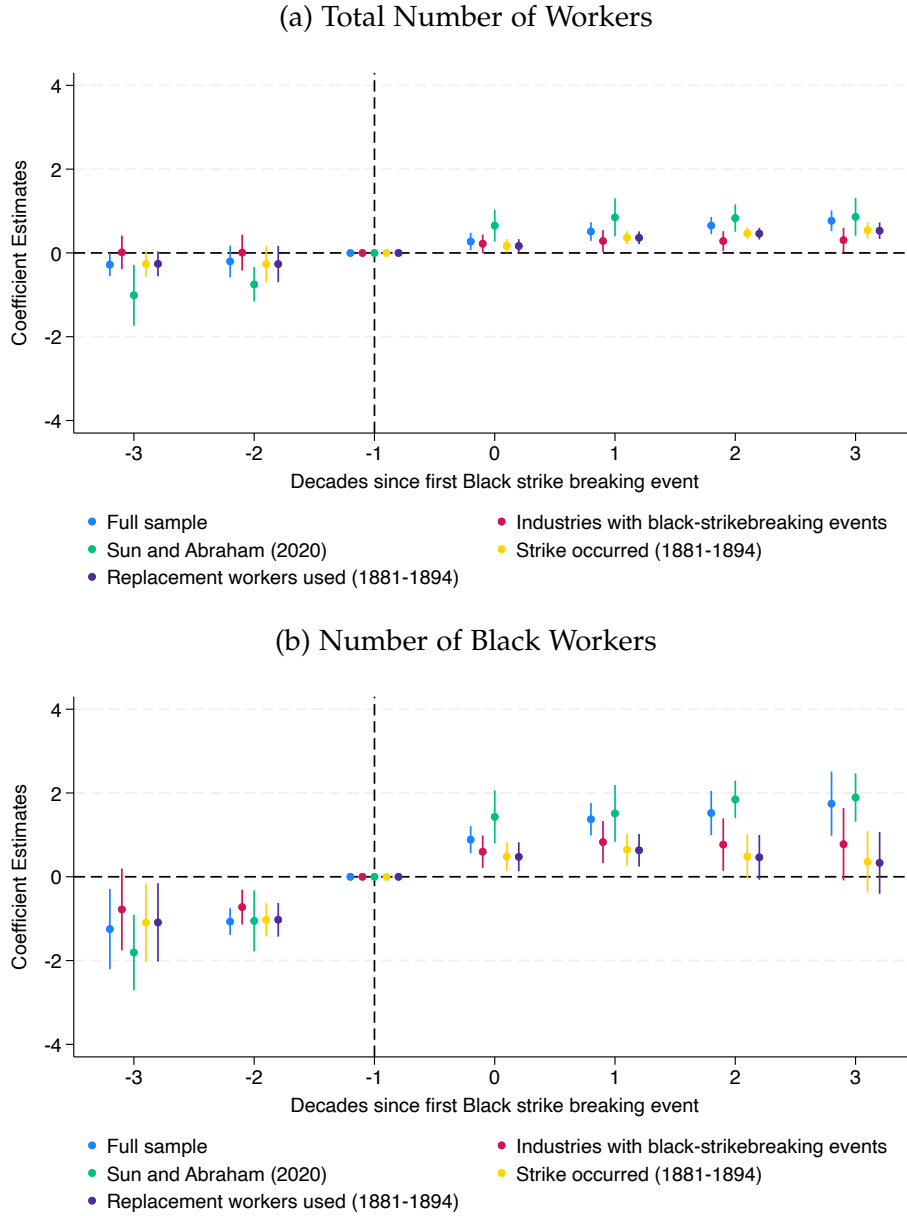 (a) Total Number of Workers
4
2
0
-2
-4
Coefficient Estimates
-3 -2 -1 0 1 2 3
Decades since first Black strike breaking event
Full sample Industries with black-strikebreaking events
Sun and Abraham (2020) Strike occurred (1881-1894)
Replacement workers used (1881-1894)
(b) Number of Black Workers
4
2
0
-2
-4
Coefficient Estimates
-3 -2 -1 0 1 2 3
Decades since first Black strike breaking event
Full sample Industries with black-strikebreaking events
Sun and Abraham (2020) Strike occurred (1881-1894)
Replacement workers used (1881-1894)